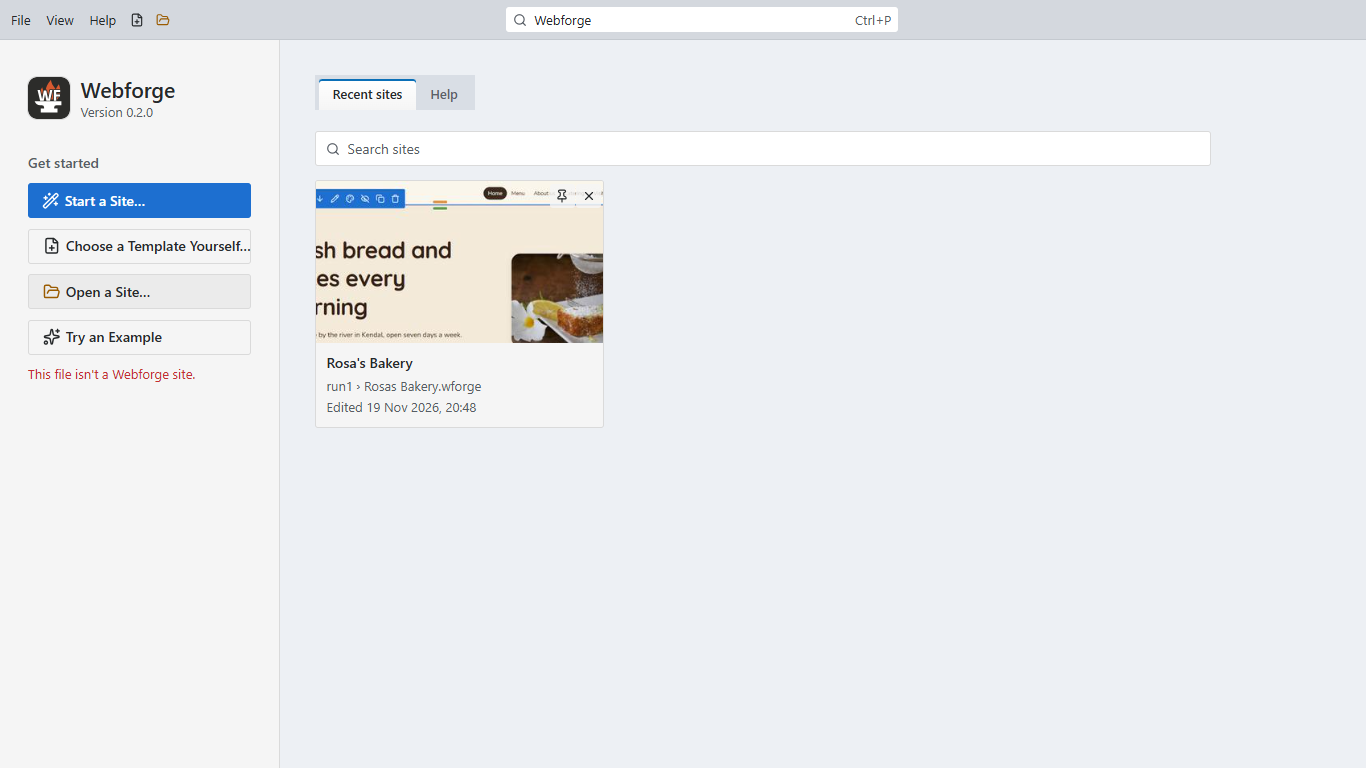 File View Help
Webforge Ctrl+P
WF
Webforge
Version 0.2.0
Get started
Start a Site...
Choose a Template Yourself...
Open a Site...
Try an Example
This file isn't a Webforge site.
Recent sites Help
Search sites
Home Menu About
sh bread and
es every
rning
by the river in Kendal, open seven days a week.
Rosa's Bakery
run1 › Rosas Bakery.wforge
Edited 19 Nov 2026, 20:48